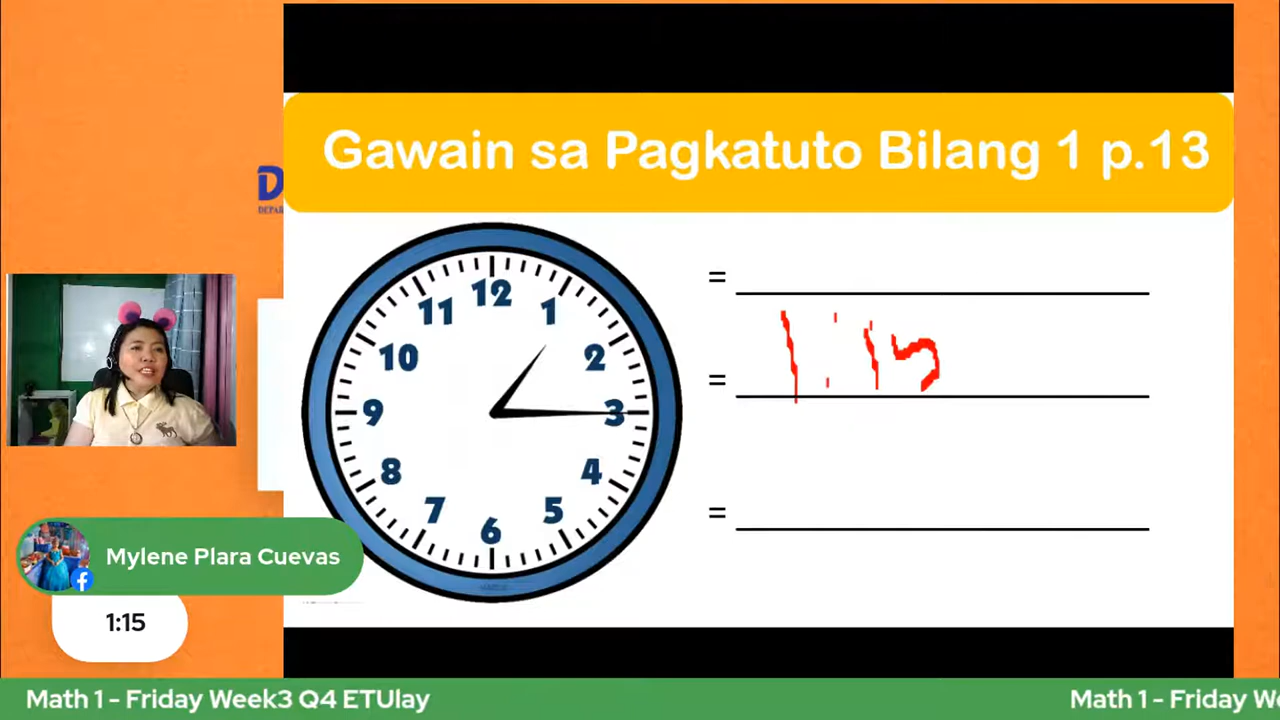 Gawain sa Pagkatuto Bilang 1 p.13
D
DEPAR
12
11
1
10
2
9
3
8
4
7
5
6
=
= 1:15
=
Mylene Plara Cuevas
1:15
Math 1 - Friday Week3 Q4 ETUlay
Math 1 - Friday We